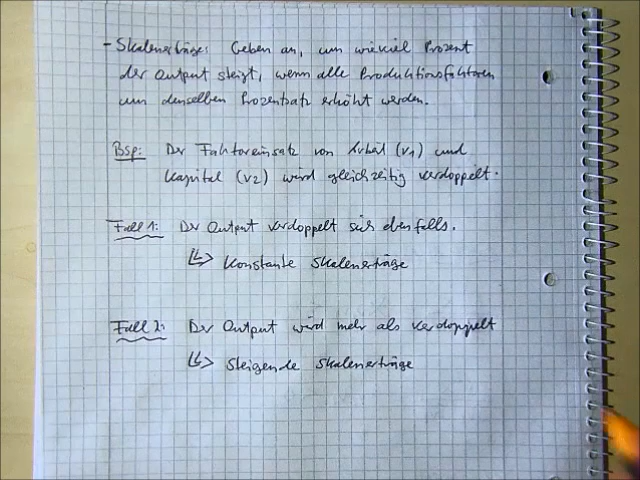 - Skalenerträge: Geben an, um wieviel Prozent
der Output steigt, wenn alle Produktionsfaktoren
um denselben Prozentsatz erhöht werden.
Bsp: Der Faktoreinsatz von Arbeit (v1) und
Kapital (v2) wird gleichzeitig verdoppelt.
Fall 1: Der Output verdoppelt sich ebenfalls.
↳> Konstante Skalenerträge
Fall 2: Der Output wird mehr als verdoppelt
↳> Steigende Skalenerträge